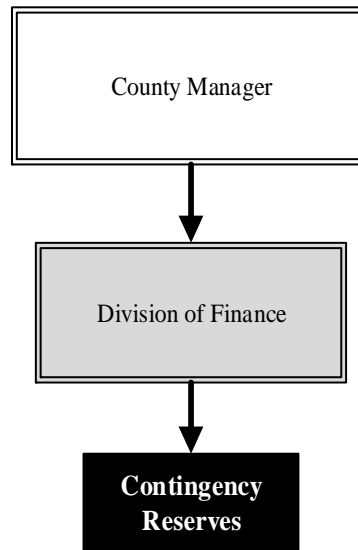 County Manager
Division of Finance
Contingency
Reserves